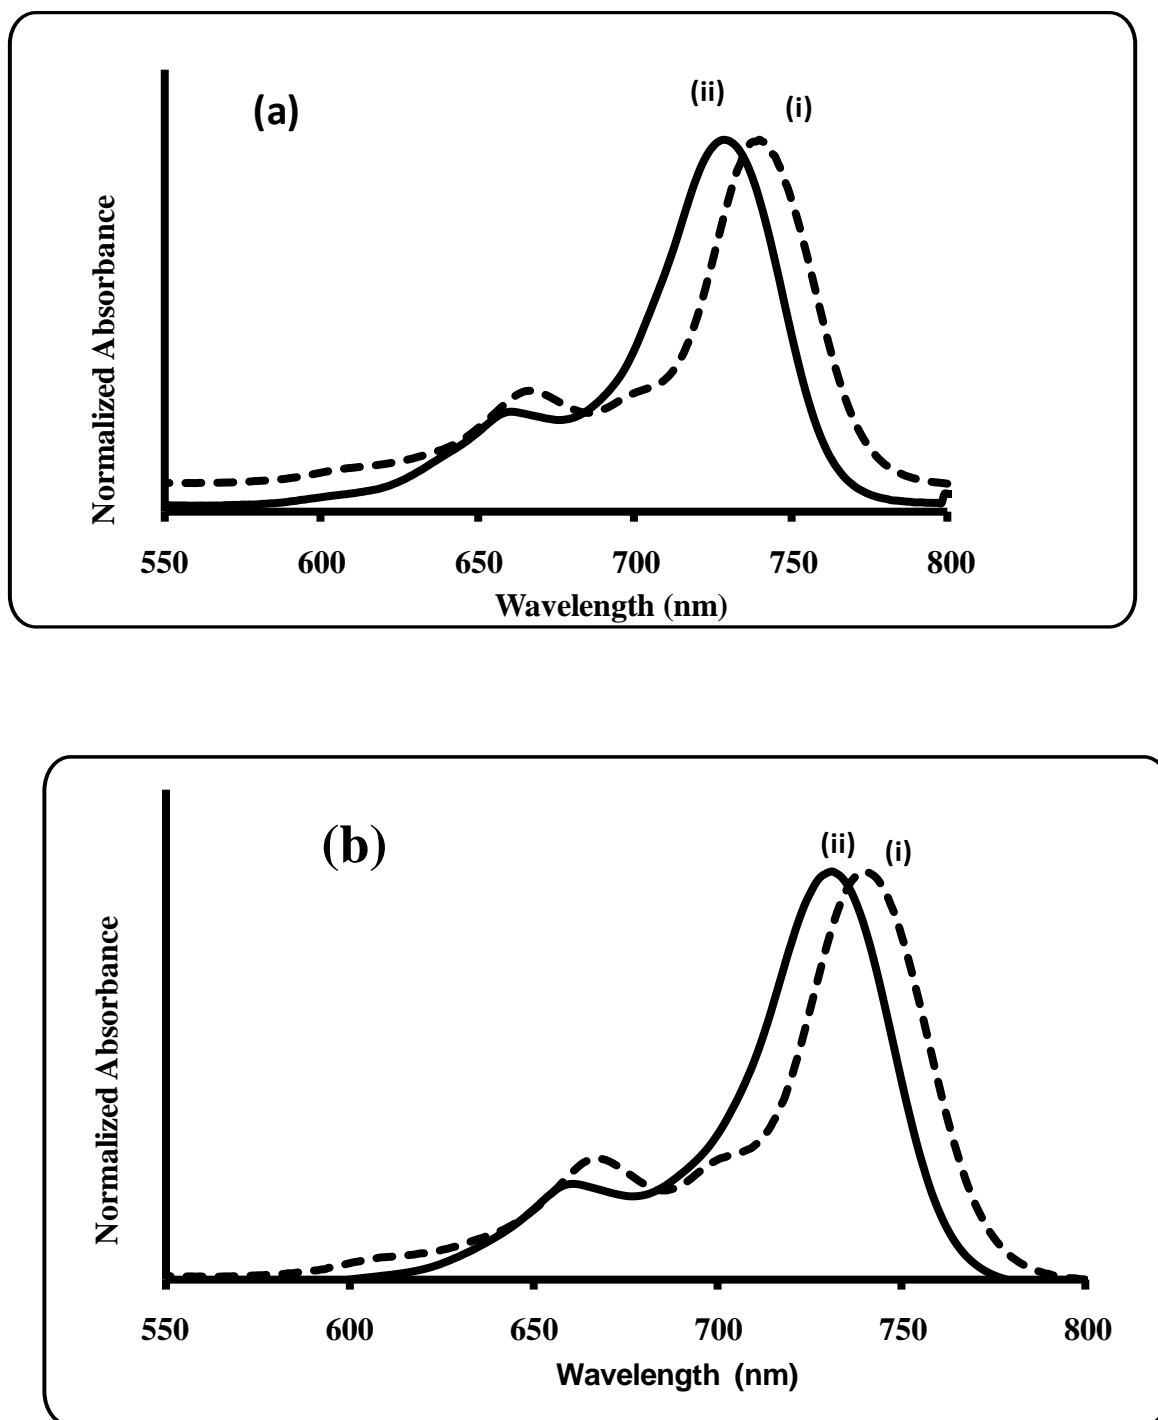 (a)
(ii)
(i)
Normalized Absorbance
550 600 650 700 750 800
Wavelength (nm)
(b)
(ii)
(i)
Normalized Absorbance
550 600 650 700 750 800
Wavelength (nm)